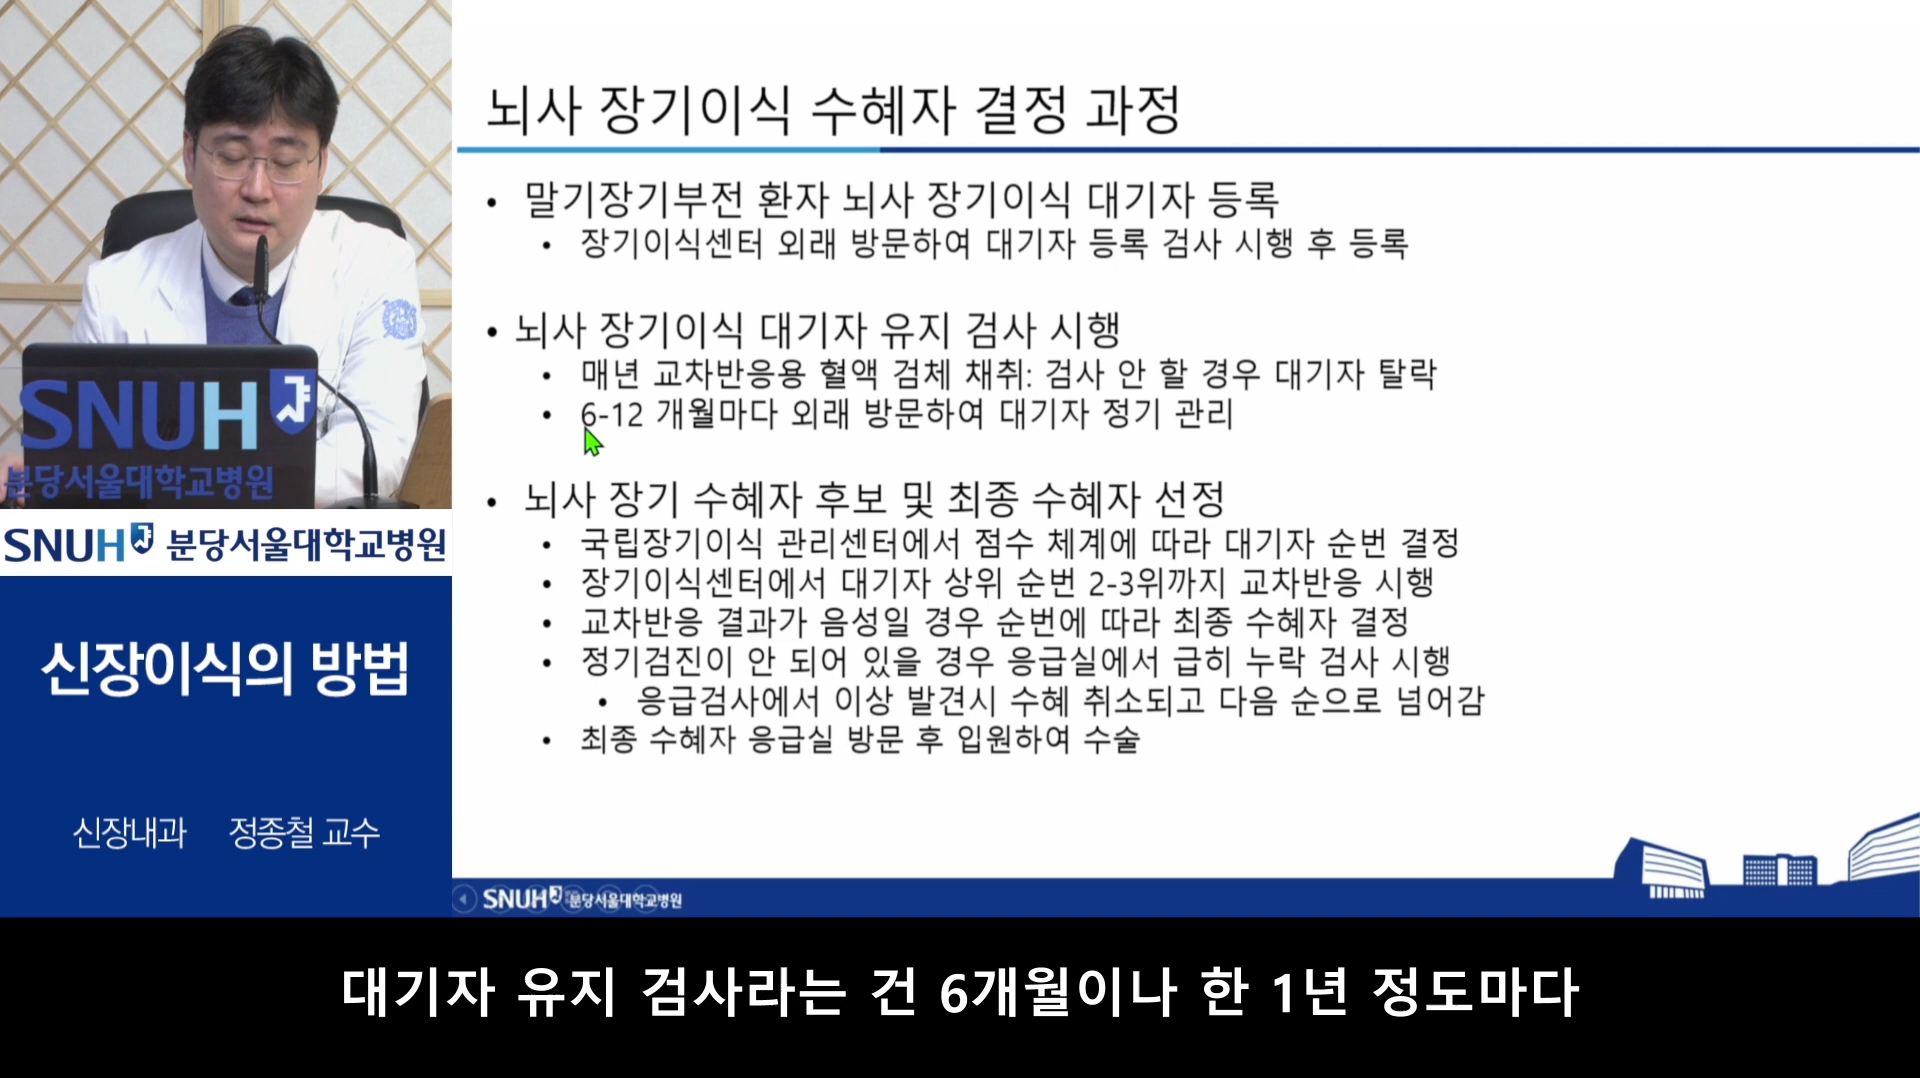 뇌사 장기이식 수혜자 결정 과정
• 말기장기부전 환자 뇌사 장기이식 대기자 등록
• 장기이식센터 외래 방문하여 대기자 등록 검사 시행 후 등록
• 뇌사 장기이식 대기자 유지 검사 시행
• 매년 교차반응용 혈액 검체 채취: 검사 안 할 경우 대기자 탈락
• 6-12 개월마다 외래 방문하여 대기자 정기 관리
• 뇌사 장기 수혜자 후보 및 최종 수혜자 선정
• 국립장기이식 관리센터에서 점수 체계에 따라 대기자 순번 결정
• 장기이식센터에서 대기자 상위 순번 2-3위까지 교차반응 시행
• 교차반응 결과가 음성일 경우 순번에 따라 최종 수혜자 결정
• 정기검진이 안 되어 있을 경우 응급실에서 급히 누락 검사 시행
• 응급검사에서 이상 발견시 수혜 취소되고 다음 순으로 넘어감
• 최종 수혜자 응급실 방문 후 입원하여 수술
SNUH
분당서울대학교병원
SNUH 분당서울대학교병원
신장이식의 방법
신장내과 정종철 교수
SNUH 분당서울대학교병원
대기자 유지 검사라는 건 6개월이나 한 1년 정도마다